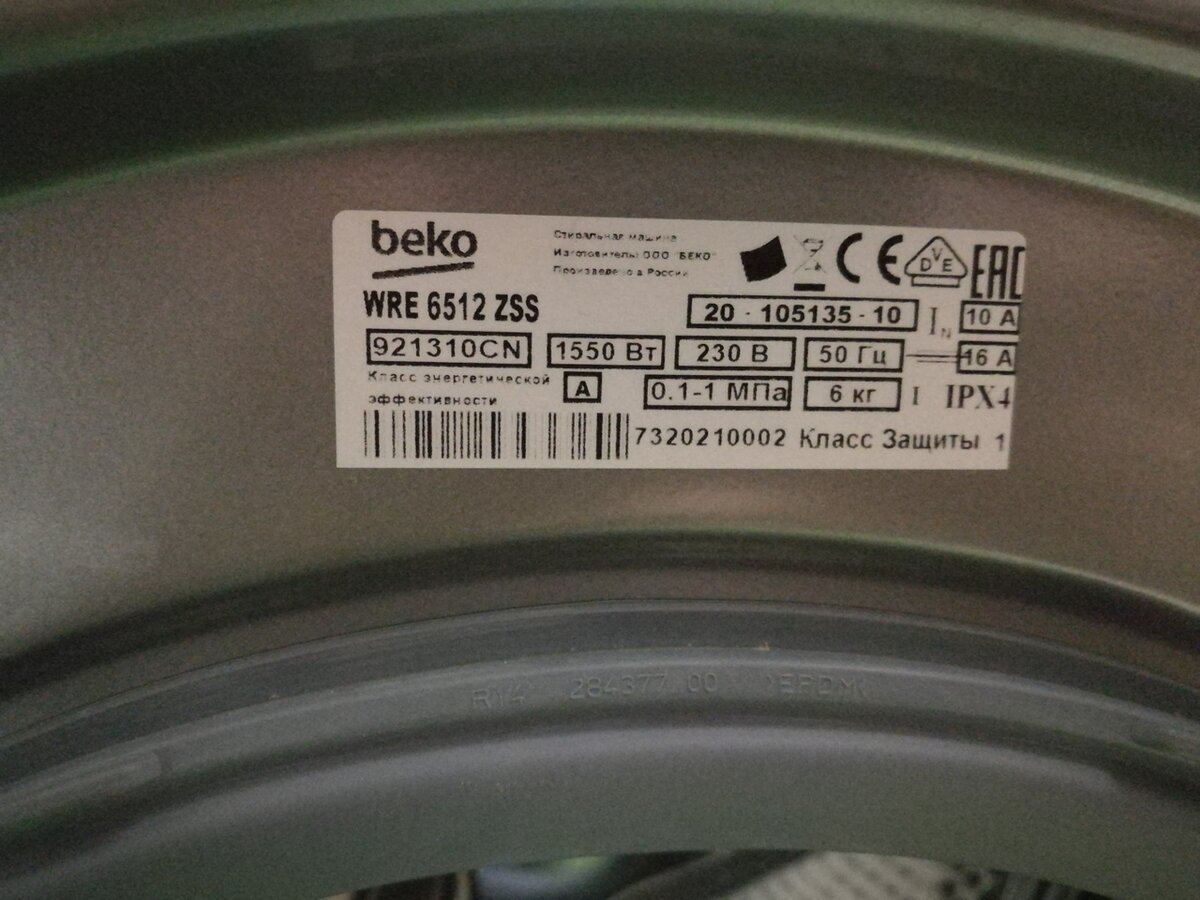 beko
Стиральная машина
Изготовитель: ООО "БЕКО"
Произведено в России
CE
DVE
EAC
WRE 6512 ZSS
20 - 105135 - 10
IN
10 A
921310CN
1550 Вт
230 В
50 Гц
16 A
Класс энергетической
эффективности
A
0.1-1 МПа
6 кг
I
IPX4
7320210002
Класс Защиты 1
284377 00